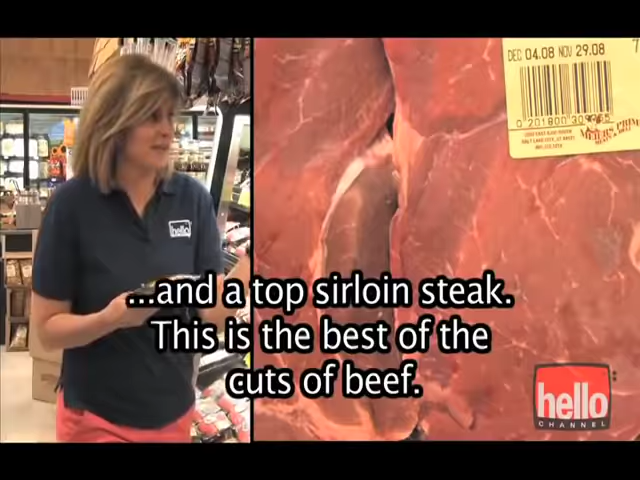 DEC 04.08 NOV 29.08
hello
...and a top sirloin steak.
This is the best of the
cuts of beef.
hello
CHANNEL